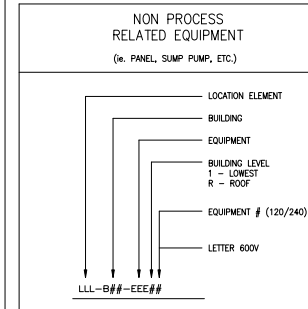 NON PROCESS
RELATED EQUIPMENT
(ie. PANEL, SUMP PUMP, ETC.)
LOCATION ELEMENT
BUILDING
EQUIPMENT
BUILDING LEVEL
1 - LOWEST
R - ROOF
EQUIPMENT # (120/240)
LETTER 600V
LLL-B##-EEE##